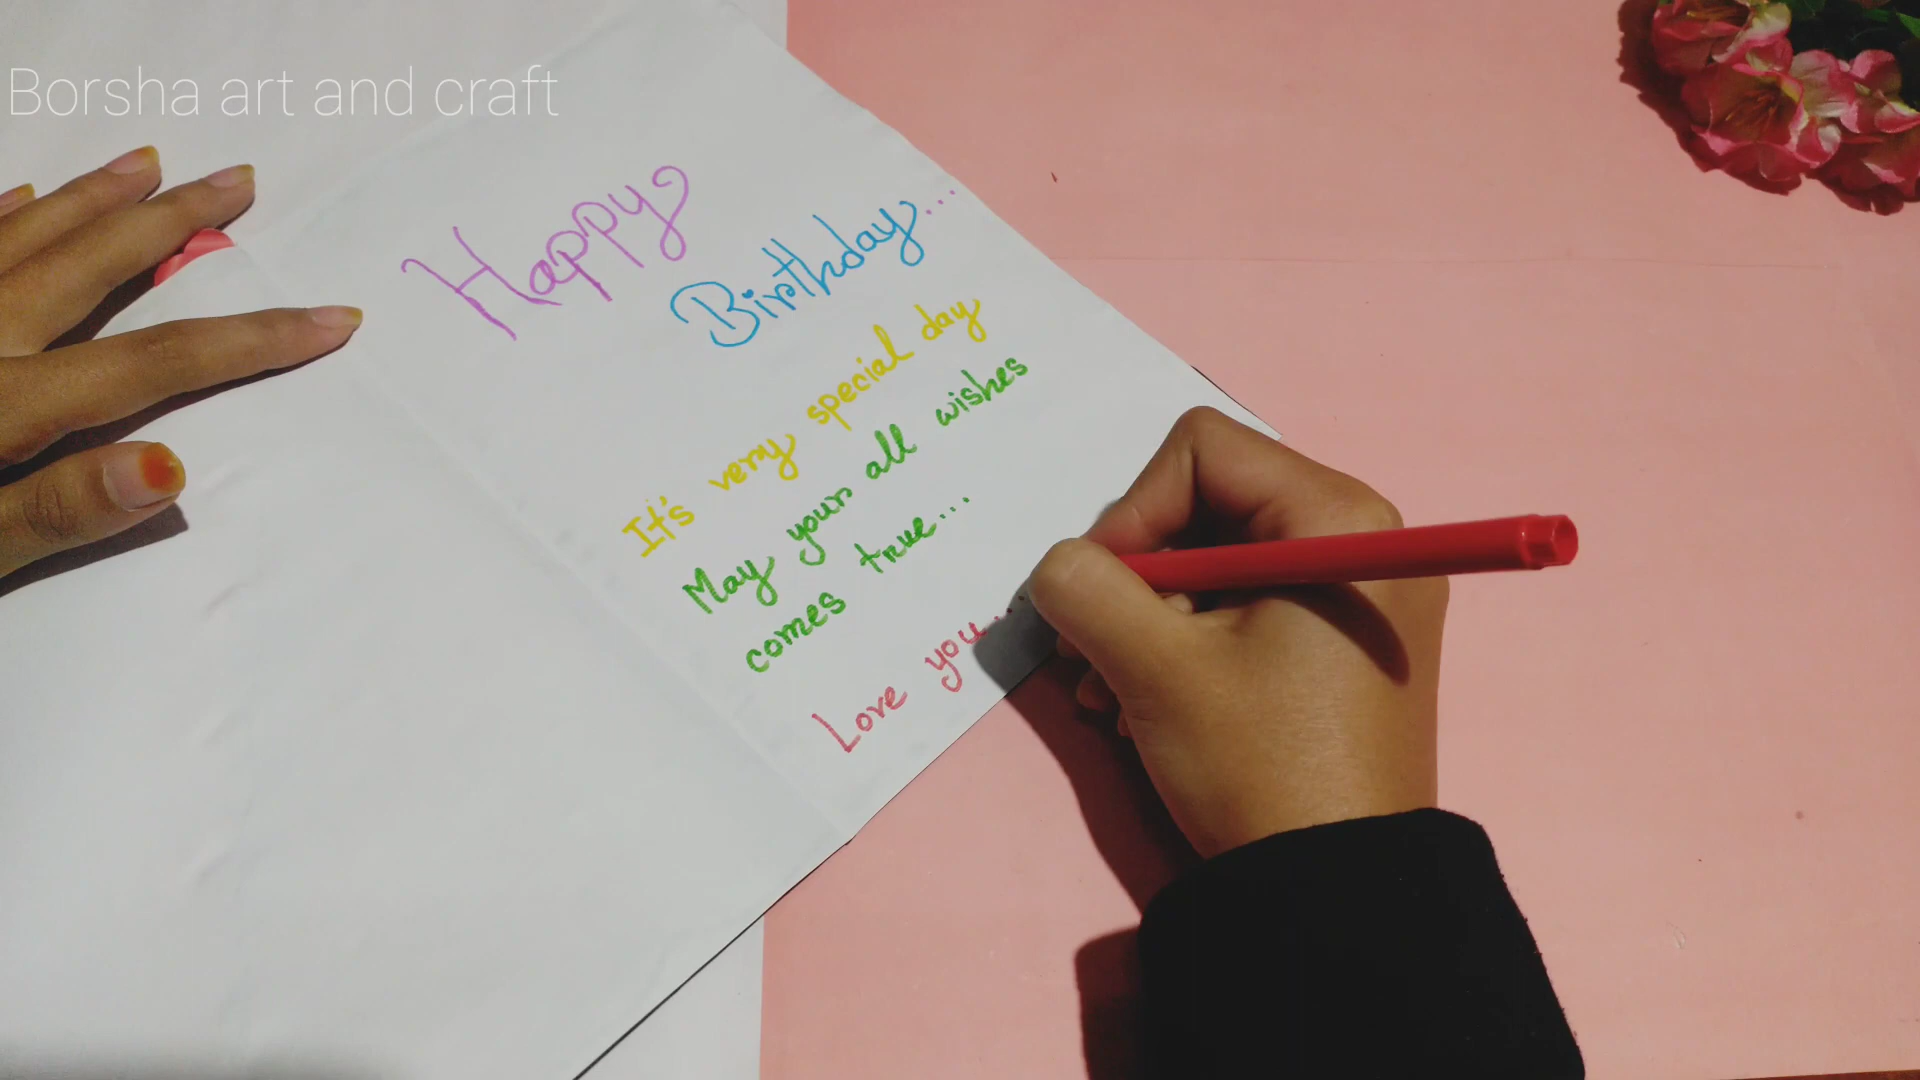 Borsha art and craft
Happy
Birthday...
It's very special day
May your all wishes
comes true...
Love you....